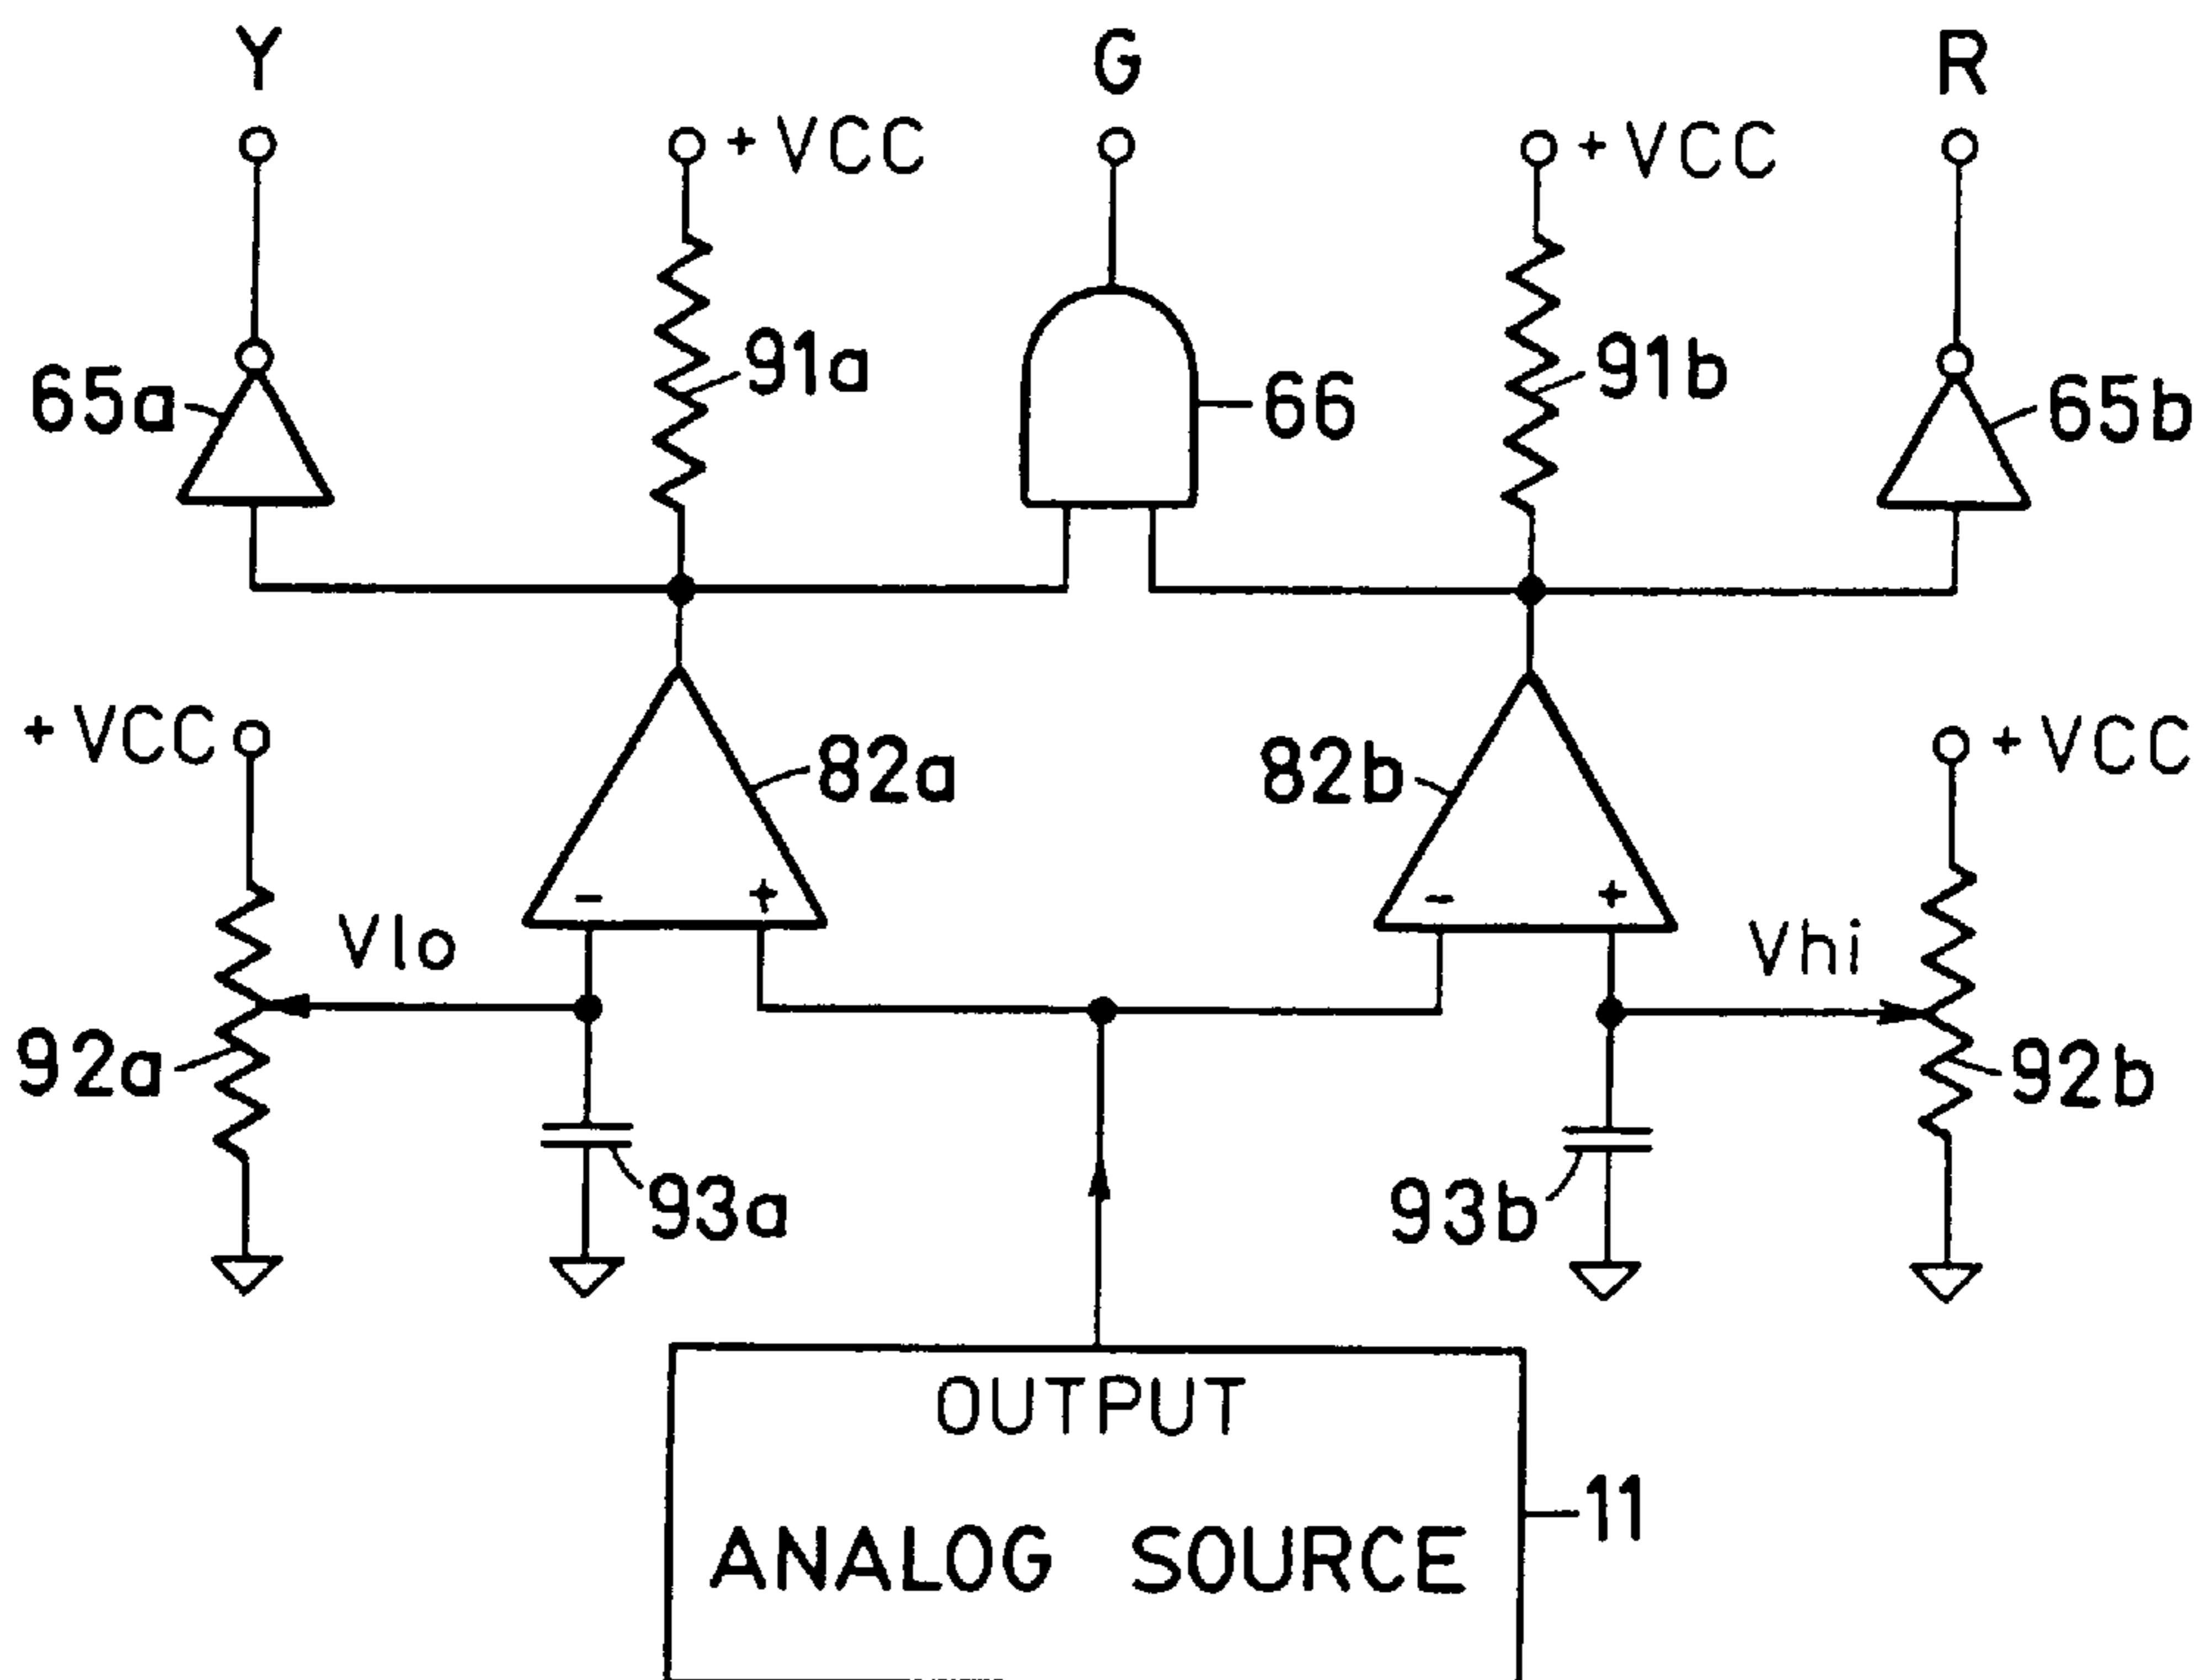 Y
G
R
+VCC
+VCC
65a
91a
66
91b
65b
+VCC
82a
82b
+VCC
- +
- +
Vlo
Vhi
92a
92b
93a
93b
OUTPUT
ANALOG SOURCE
11